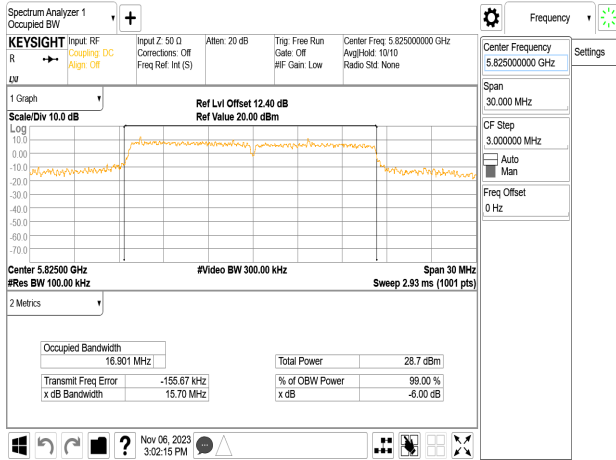 Spectrum Analyzer 1
Occupied BW
Frequency
KEYSIGHT
R
Input: RF
Coupling: DC
Align: Off
Input Z: 50 Ω
Corrections: Off
Freq Ref: Int (S)
Atten: 20 dB
Trig: Free Run
Gate: Off
#IF Gain: Low
Center Freq: 5.825000000 GHz
Avg|Hold: 10/10
Radio Std: None
Center Frequency
5.825000000 GHz
Settings
Span
30.000 MHz
CF Step
3.000000 MHz
Auto
Man
Freq Offset
0 Hz
1 Graph
Scale/Div 10.0 dB
Ref Lvl Offset 12.40 dB
Ref Value 20.00 dBm
Log
10.0
0.00
-10.0
-20.0
-30.0
-40.0
-50.0
-60.0
-70.0
Center 5.82500 GHz
#Res BW 100.00 kHz
#Video BW 300.00 kHz
Span 30 MHz
Sweep 2.93 ms (1001 pts)
2 Metrics
Occupied Bandwidth
16.901 MHz
Total Power 28.7 dBm
Transmit Freq Error -155.67 kHz
% of OBW Power 99.00 %
x dB Bandwidth 15.70 MHz
x dB -6.00 dB
?
Nov 06, 2023
3:02:15 PM